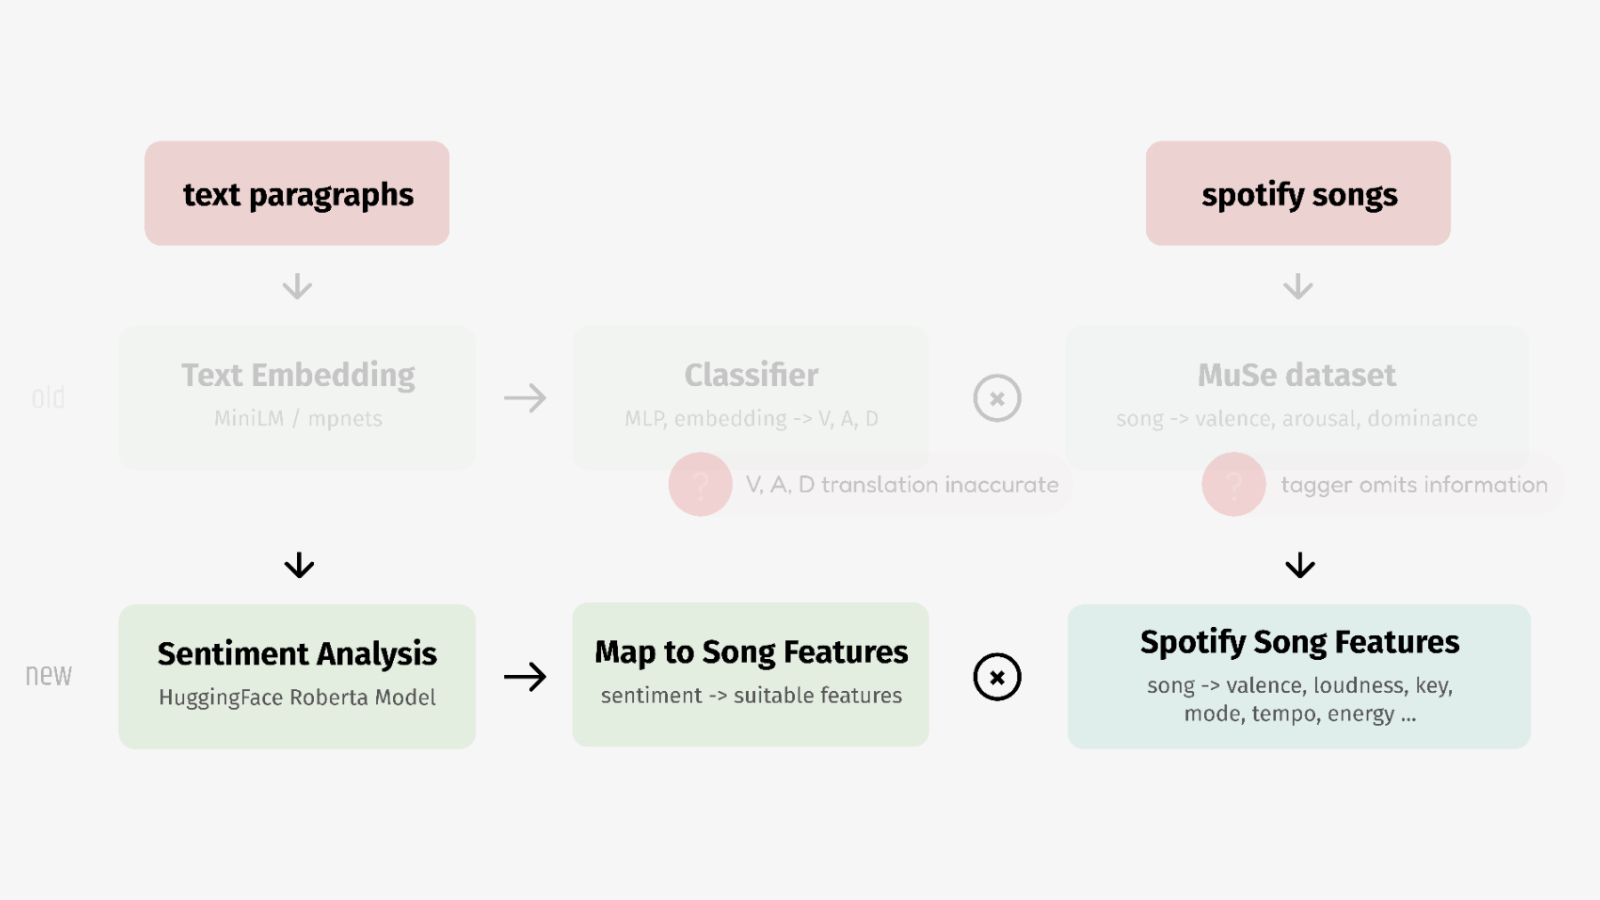 text paragraphs
spotify songs
old
Text Embedding
MiniLM / mpnets
Classifier
MLP, embedding -> V, A, D
MuSe dataset
song -> valence, arousal, dominance
? V, A, D translation inaccurate
? tagger omits information
new
Sentiment Analysis
HuggingFace Roberta Model
Map to Song Features
sentiment -> suitable features
Spotify Song Features
song -> valence, loudness, key,
mode, tempo, energy ...